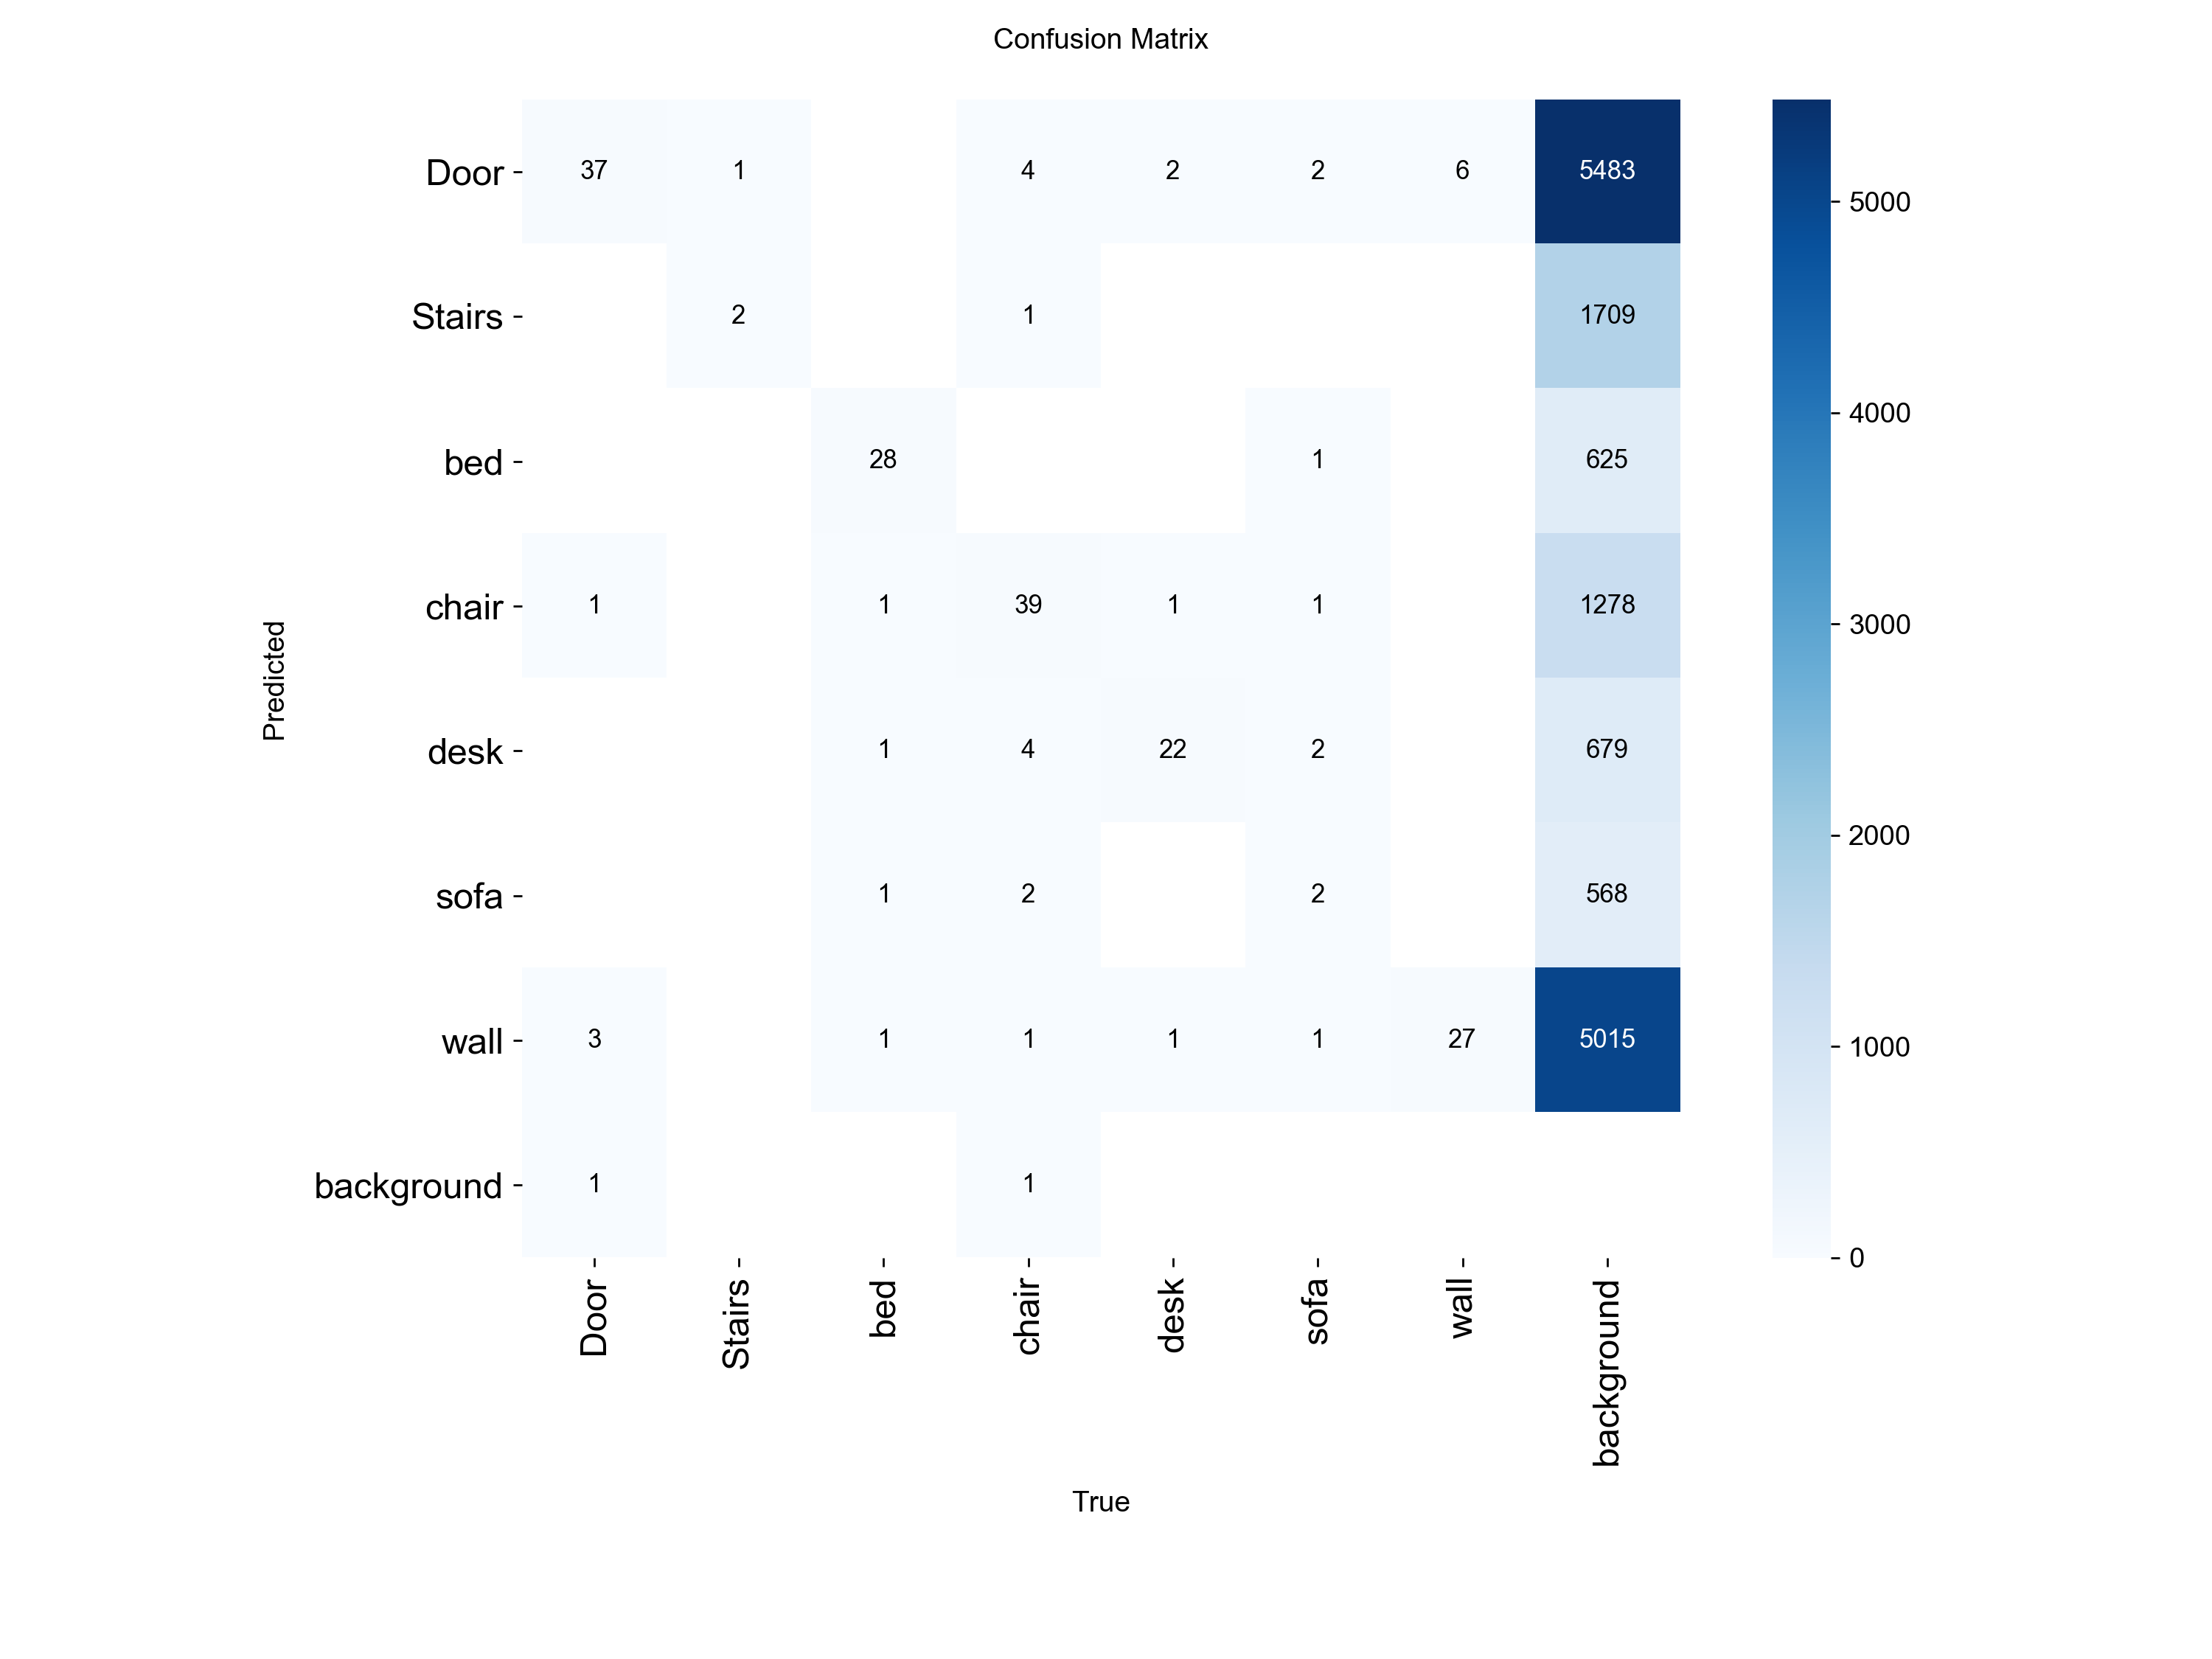 Confusion Matrix
Door 37 1 4 2 2 6 5483
Stairs 2 1 1709
bed 28 1 625
chair 1 1 39 1 1 1278
desk 1 4 22 2 679
sofa 1 2 2 568
wall 3 1 1 1 1 27 5015
background 1 1
Predicted
Door Stairs bed chair desk sofa wall background
True
5000
4000
3000
2000
1000
0